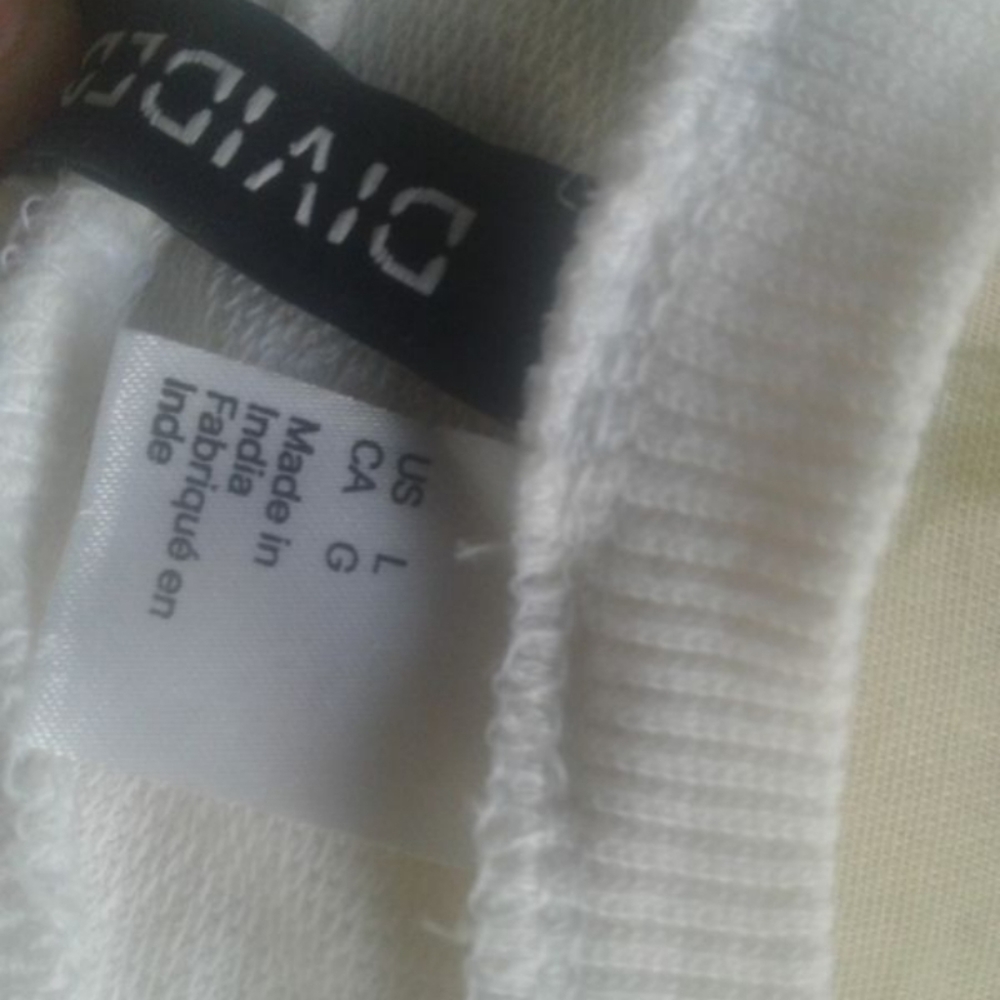 DIVIDED
US L
CA G
Made in
India
Fabriqué en
Inde